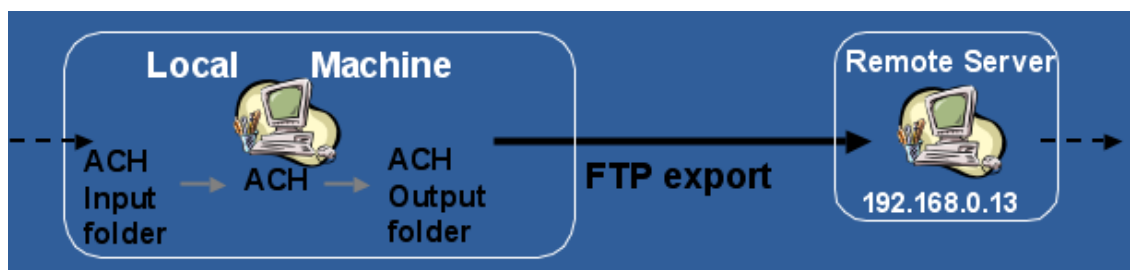 Local Machine
Remote Server
ACH
Input
folder
ACH
ACH
Output
folder
FTP export
192.168.0.13